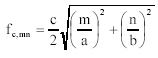 f_{c,mn} = \frac{c}{2}\sqrt{\left(\frac{m}{a}\right)^2 + \left(\frac{n}{b}\right)^2}